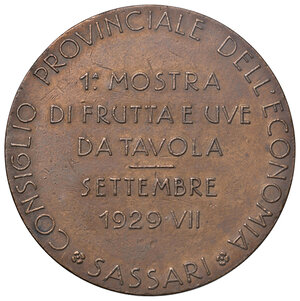 CONSIGLIO PROVINCIALE DELL'ECONOMIA
SASSARI
1ª MOSTRA
DI FRUTTA E UVE
DA TAVOLA
SETTEMBRE
1929 VII